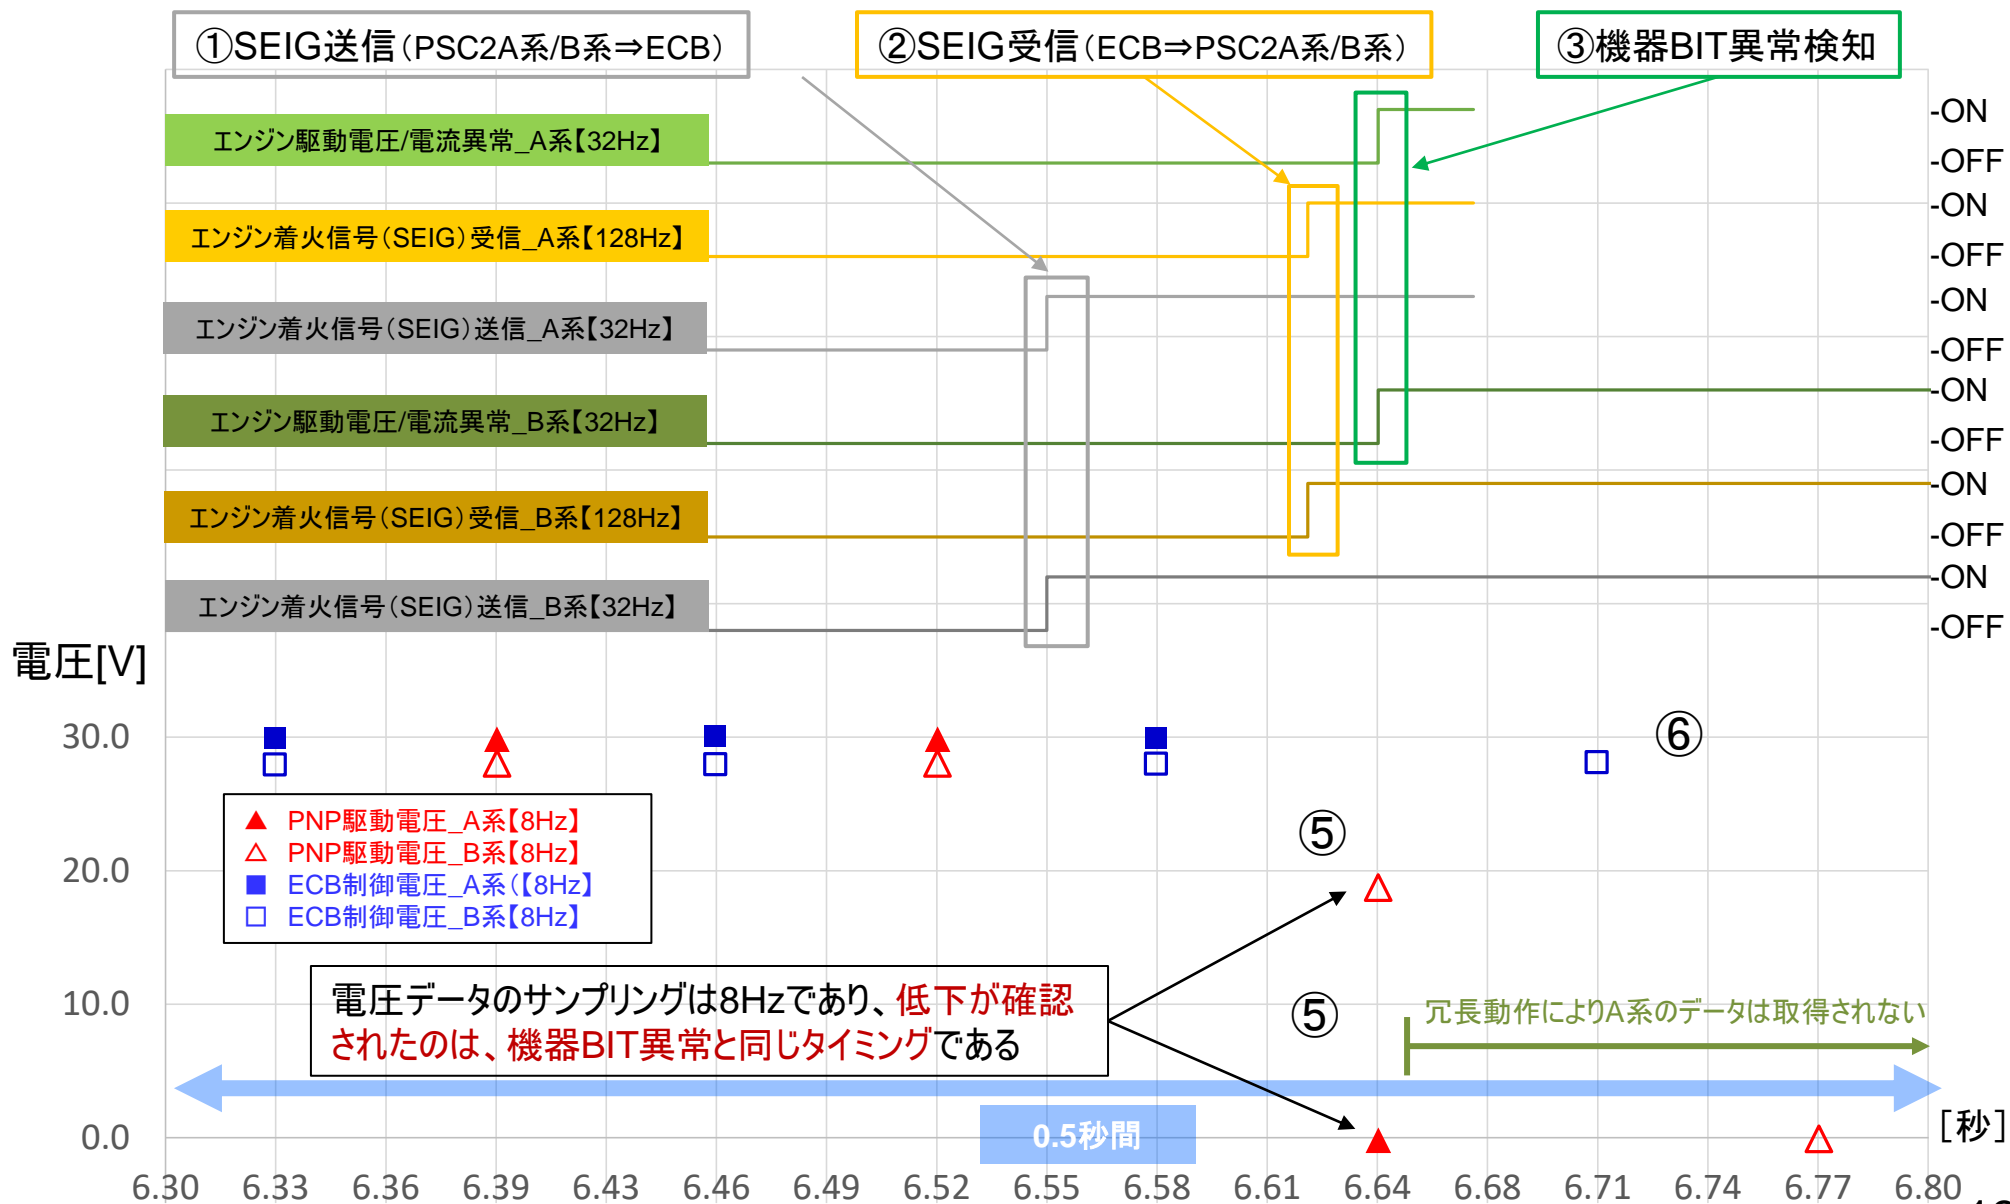 ①SEIG送信(PSC2A系/B系⇒ECB)
②SEIG受信(ECB⇒PSC2A系/B系)
③機器BIT異常検知
エンジン駆動電圧/電流異常_A系【32Hz】
-ON
-OFF
エンジン着火信号(SEIG)受信_A系【128Hz】
-ON
-OFF
エンジン着火信号(SEIG)送信_A系【32Hz】
-ON
-OFF
エンジン駆動電圧/電流異常_B系【32Hz】
-ON
-OFF
エンジン着火信号(SEIG)受信_B系【128Hz】
-ON
-OFF
エンジン着火信号(SEIG)送信_B系【32Hz】
-ON
-OFF
電圧[V]
30.0
20.0
10.0
0.0
⑥
⑤
⑤
PNP駆動電圧_A系【8Hz】
PNP駆動電圧_B系【8Hz】
ECB制御電圧_A系(【8Hz】
ECB制御電圧_B系【8Hz】
電圧データのサンプリングは8Hzであり、低下が確認
されたのは、機器BIT異常と同じタイミングである
冗長動作によりA系のデータは取得されない
0.5秒間
[秒]
6.30 6.33 6.36 6.39 6.43 6.46 6.49 6.52 6.55 6.58 6.61 6.64 6.68 6.71 6.74 6.77 6.80